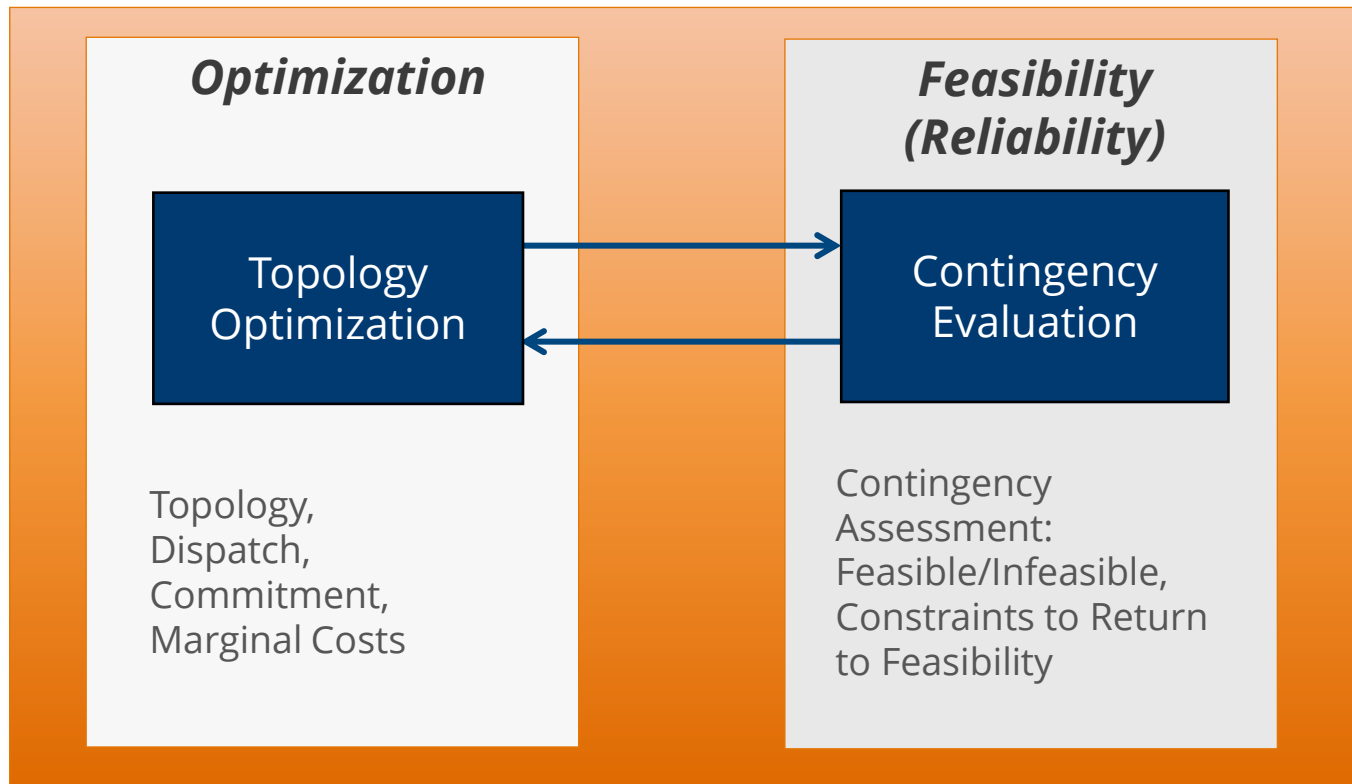 Optimization
Topology
Optimization
Topology,
Dispatch,
Commitment,
Marginal Costs
Feasibility
(Reliability)
Contingency
Evaluation
Contingency
Assessment:
Feasible/Infeasible,
Constraints to Return
to Feasibility